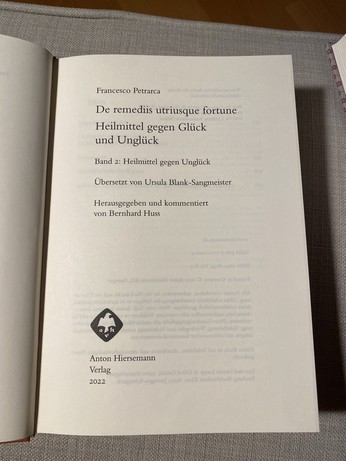 Francesco Petrarca
De remediis utriusque fortune
Heilmittel gegen Glück
und Unglück
Band 2: Heilmittel gegen Unglück
Übersetzt von Ursula Blank-Sangmeister
Herausgegeben und kommentiert
von Bernhard Huss
Anton Hiersemann
Verlag
2022